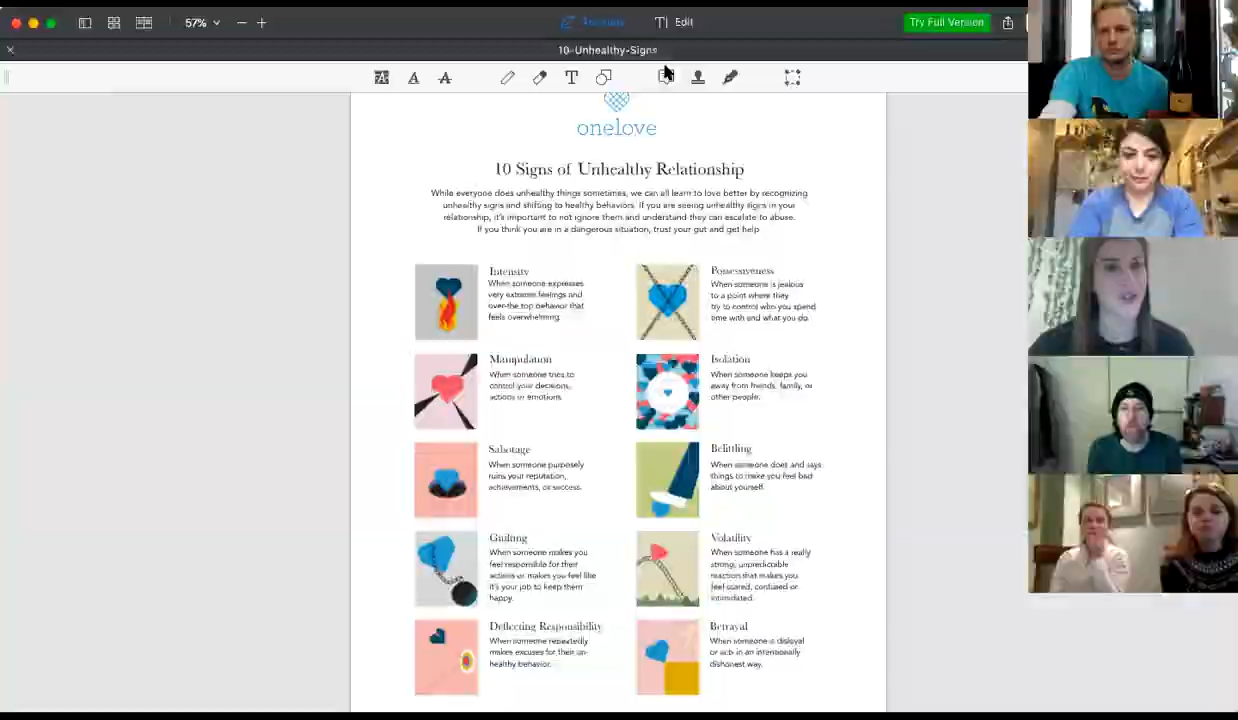 57%
Annotate
Edit
Try Full Version
10-Unhealthy-Signs
onelove
10 Signs of Unhealthy Relationship
While everyone does unhealthy things sometimes, we can all learn to love better by recognizing
unhealthy signs and shifting to healthy behaviors. If you are seeing unhealthy signs in your
relationship, it's important to not ignore them and understand they can escalate to abuse.
If you think you are in a dangerous situation, trust your gut and get help
Intensity
When someone expresses
very extreme feelings and
over-the-top behavior that
feels overwhelming.
Possessiveness
When someone is jealous
to a point where they
try to control who you spend
time with and what you do.
Manipulation
When someone tries to
control your decisions,
actions or emotions.
Isolation
When someone keeps you
away from friends, family, or
other people.
Sabotage
When someone purposely
ruins your reputation,
achievements, or success.
Belittling
When someone does and says
things to make you feel bad
about yourself.
Guilting
When someone makes you
feel responsible for their
actions or makes you feel like
it's your job to keep them
happy.
Volatility
When someone has a really
strong, unpredictable
reaction that makes you
feel scared, confused or
intimidated.
Deflecting Responsibility
When someone repeatedly
makes excuses for their un-
healthy behavior.
Betrayal
When someone is disloyal
or acts in an intentionally
dishonest way.